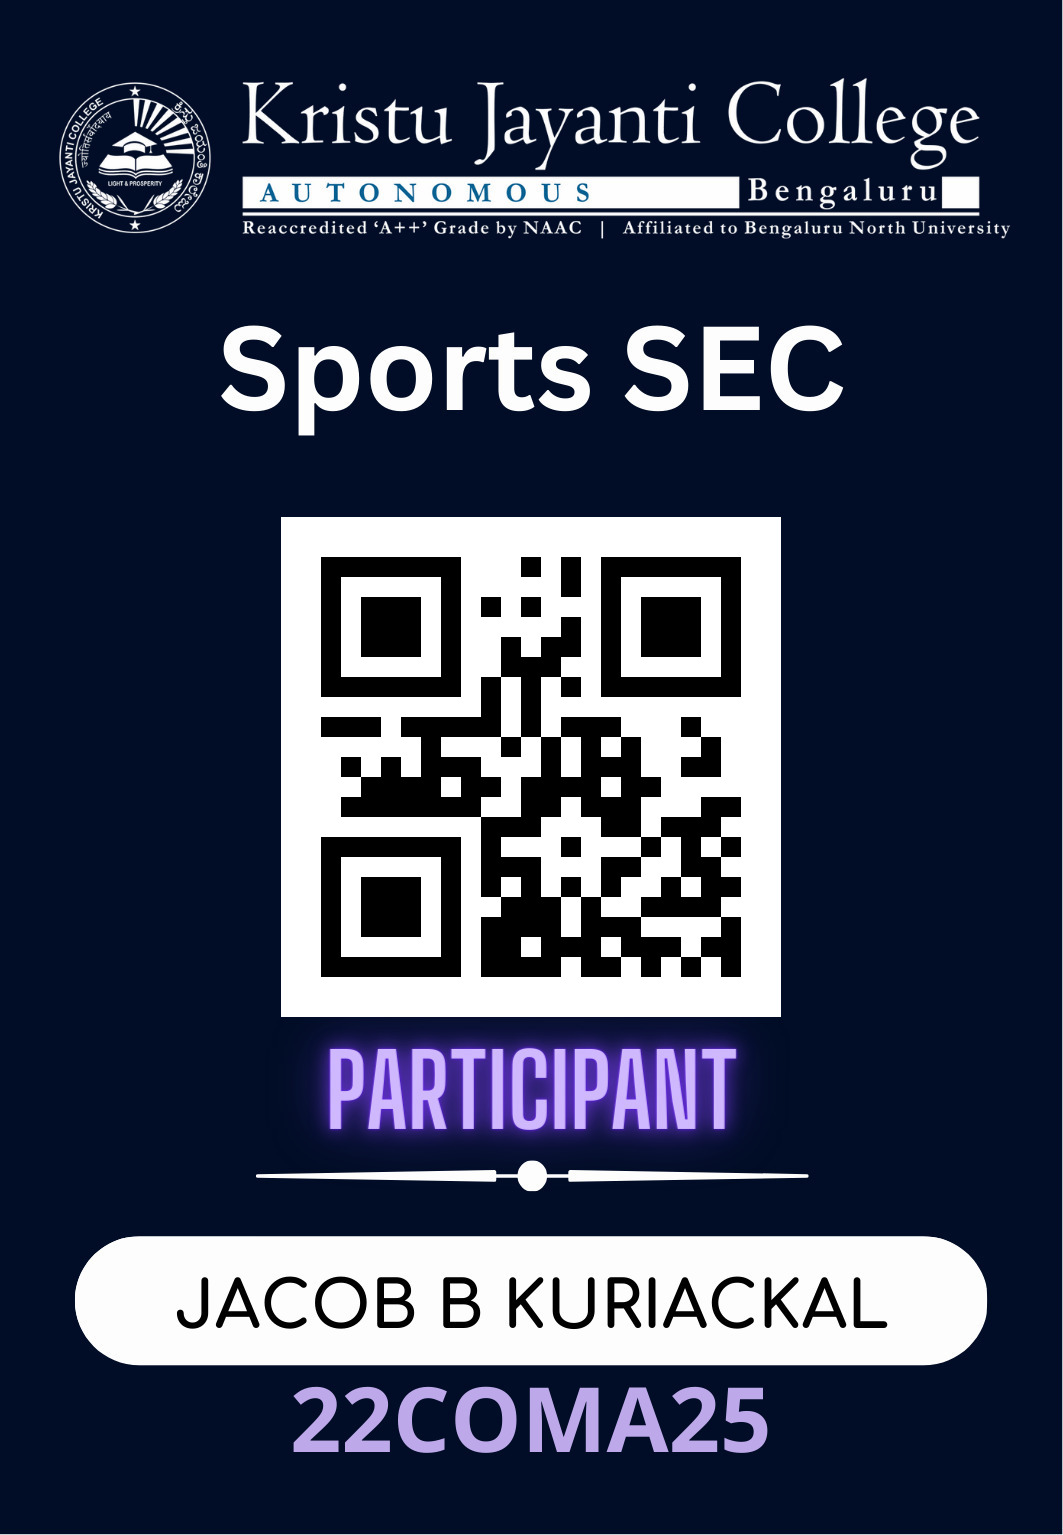 KRISTU JAYANTI COLLEGE
ಕ್ರಿಸ್ತು ಜಯಂತಿ ಕಾಲೇಜು
LIGHT & PROSPERITY
Kristu Jayanti College
AUTONOMOUS Bengaluru
Reaccredited ‘A++’ Grade by NAAC | Affiliated to Bengaluru North University
Sports SEC
PARTICIPANT
JACOB B KURIACKAL
22COMA25